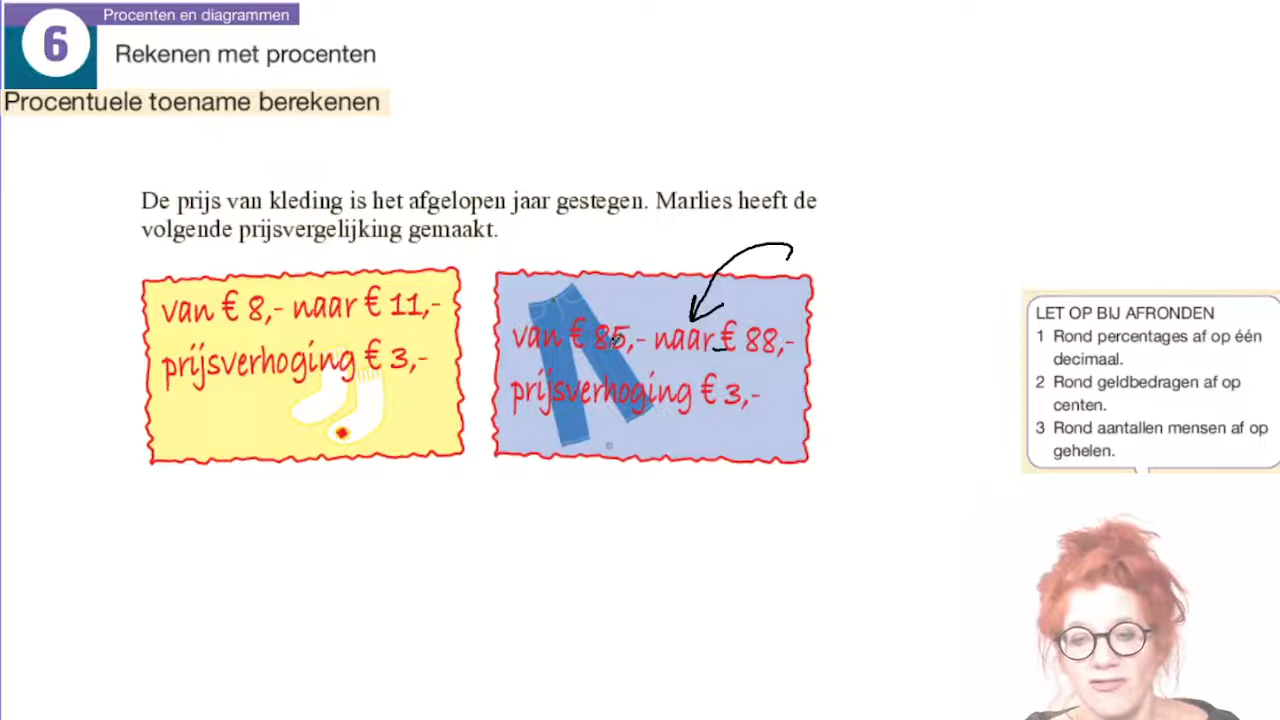 Procenten en diagrammen
6
Rekenen met procenten
Procentuele toename berekenen
De prijs van kleding is het afgelopen jaar gestegen. Marlies heeft de
volgende prijsvergelijking gemaakt.
van € 8,- naar € 11,-
prijsverhoging € 3,-
van € 85,- naar € 88,-
prijsverhoging € 3,-
LET OP BIJ AFRONDEN
1 Rond percentages af op één
decimaal.
2 Rond geldbedragen af op
centen.
3 Rond aantallen mensen af op
gehelen.